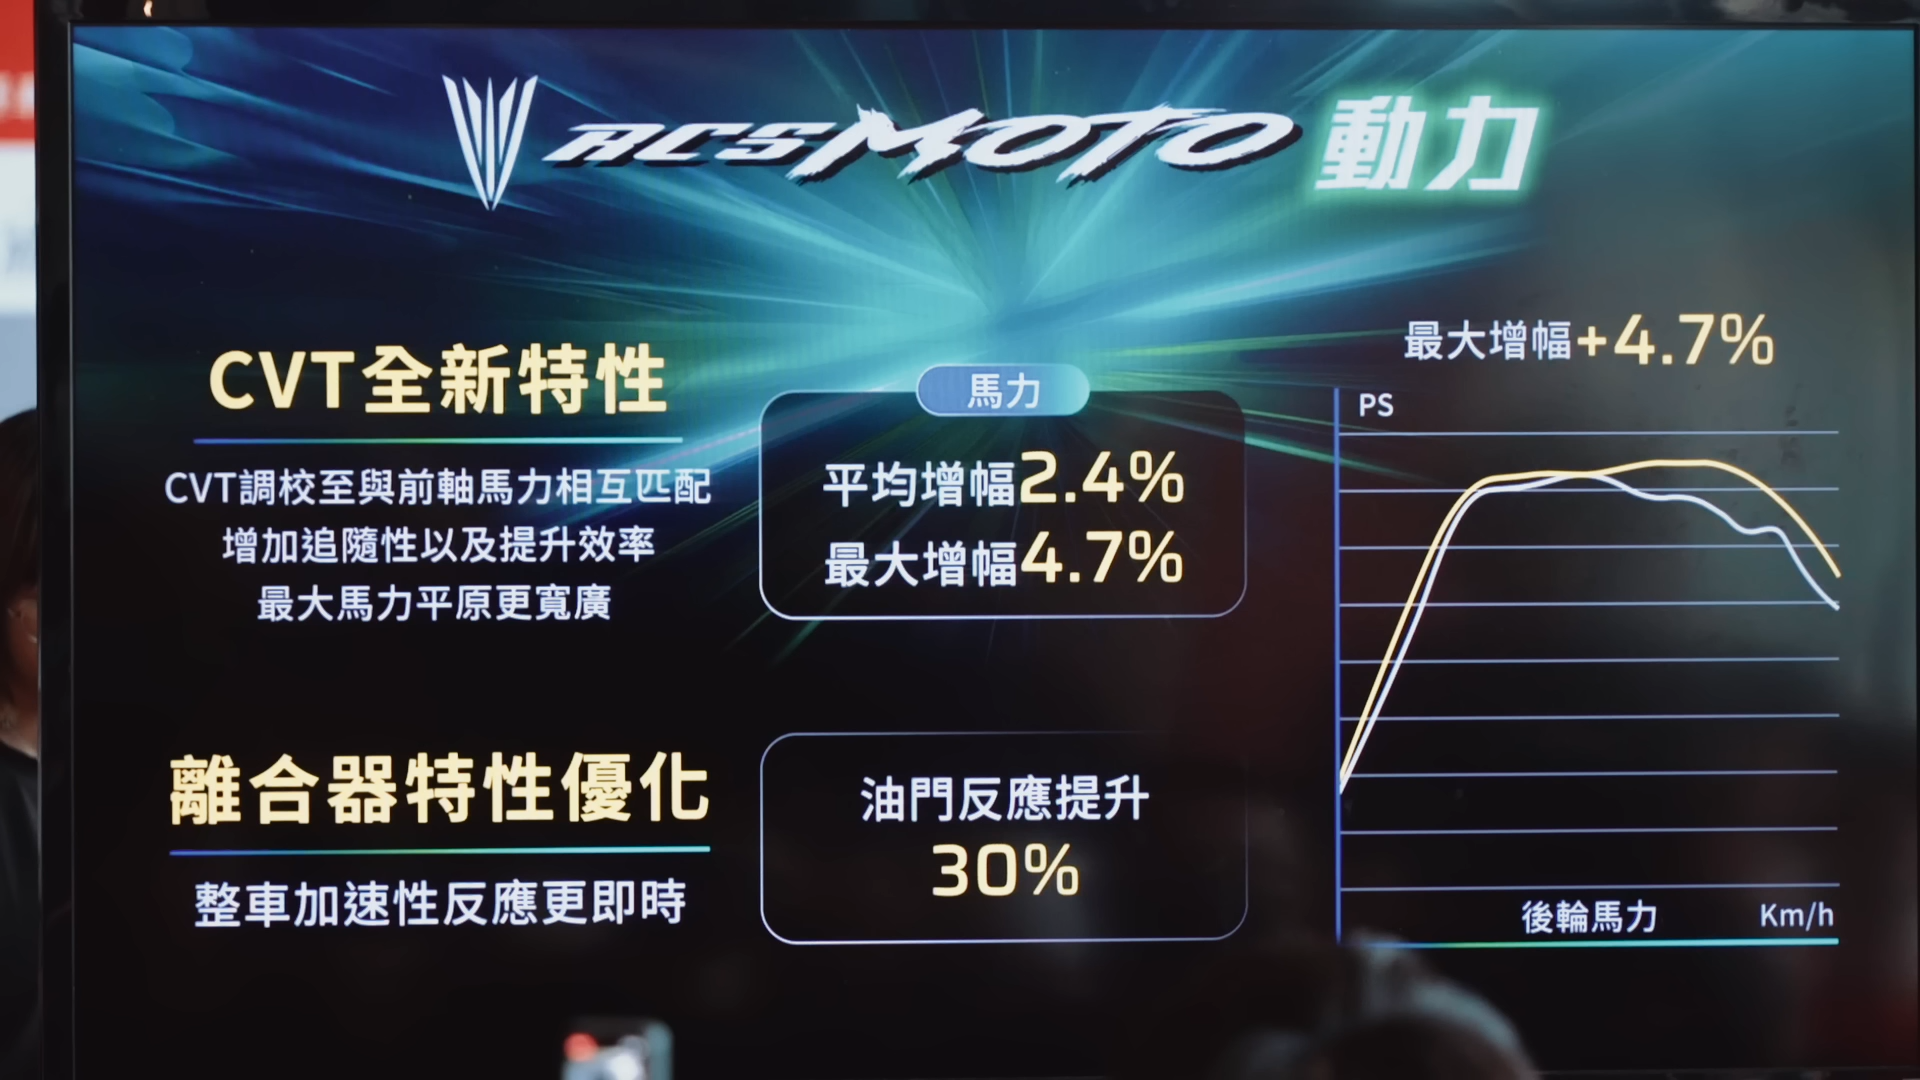 RCSMOTO 動力
CVT全新特性
CVT調校至與前軸馬力相互匹配
增加追隨性以及提升效率
最大馬力平原更寬廣
馬力
平均增幅2.4%
最大增幅4.7%
離合器特性優化
整車加速性反應更即時
油門反應提升
30%
最大增幅+4.7%
PS
後輪馬力
Km/h